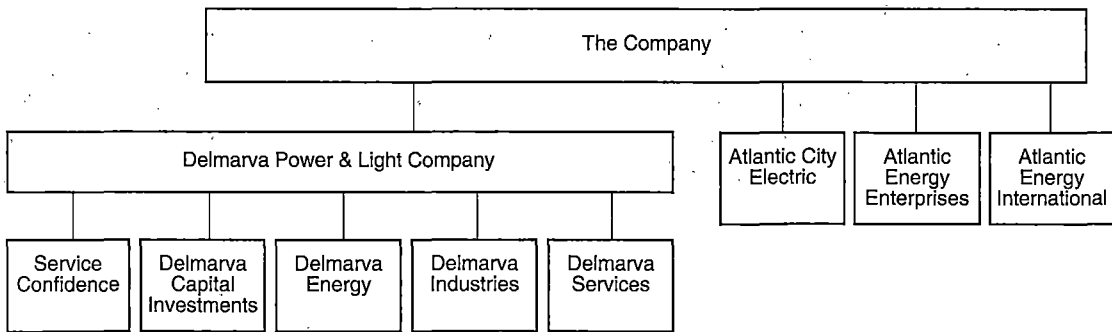 The Company
Delmarva Power & Light Company
Atlantic City
Electric
Atlantic
Energy
Enterprises
Atlantic
Energy
International
Service
Confidence
Delmarva
Capital
Investments
Delmarva
Energy
Delmarva
Industries
Delmarva
Services